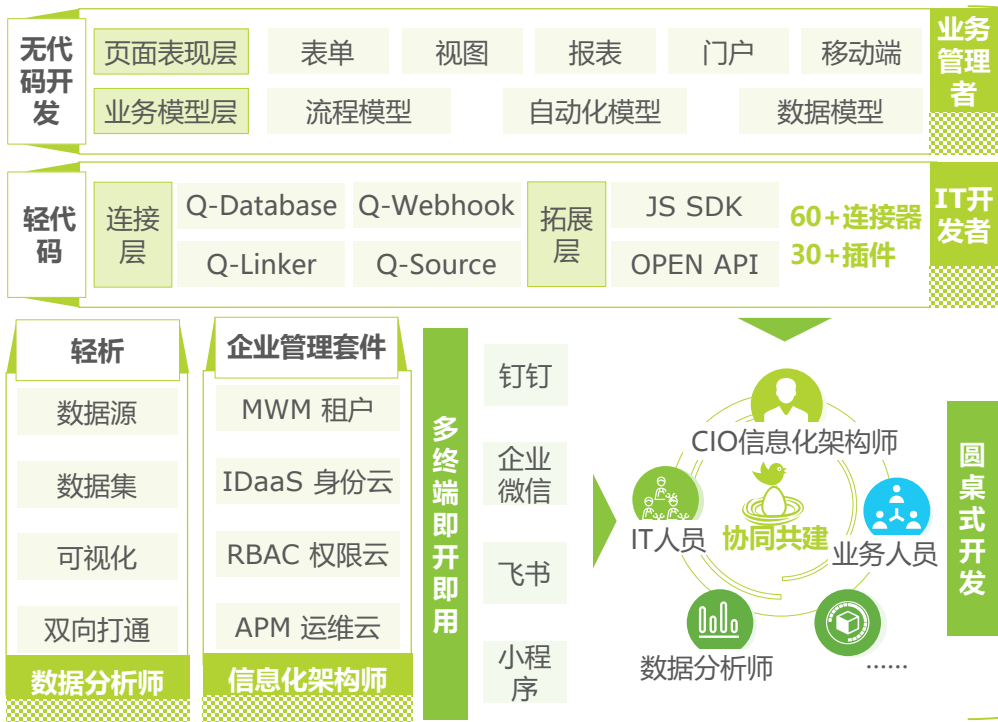 无代
码开
发
页面表现层
表单
视图
报表
门户
移动端
业务模型层
流程模型
自动化模型
数据模型
业务
管理
者
轻代
码
连接
层
Q-Database
Q-Webhook
Q-Linker
Q-Source
拓展
层
JS SDK
OPEN API
60+连接器
30+插件
IT开
发者
轻析
数据源
数据集
可视化
双向打通
数据分析师
企业管理套件
MWM 租户
IDaaS 身份云
RBAC 权限云
APM 运维云
信息化架构师
多终端即开即用
钉钉
企业
微信
飞书
小程
序
CIO信息化架构师
IT人员
协同共建
业务人员
数据分析师
......
圆桌式开发